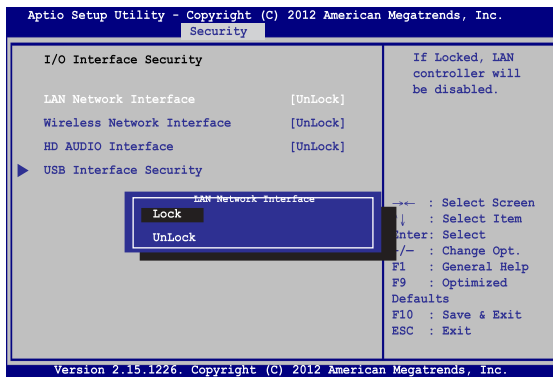 Aptio Setup Utility - Copyright (C) 2012 American Megatrends, Inc.
Security
I/O Interface Security
LAN Network Interface [UnLock]
Wireless Network Interface [UnLock]
HD AUDIO Interface [UnLock]
USB Interface Security
If Locked, LAN
controller will
be disabled.
LAN Network Interface
Lock
UnLock
→← : Select Screen
↓ : Select Item
Enter: Select
+/— : Change Opt.
F1 : General Help
F9 : Optimized
Defaults
F10 : Save & Exit
ESC : Exit
Version 2.15.1226. Copyright (C) 2012 American Megatrends, Inc.